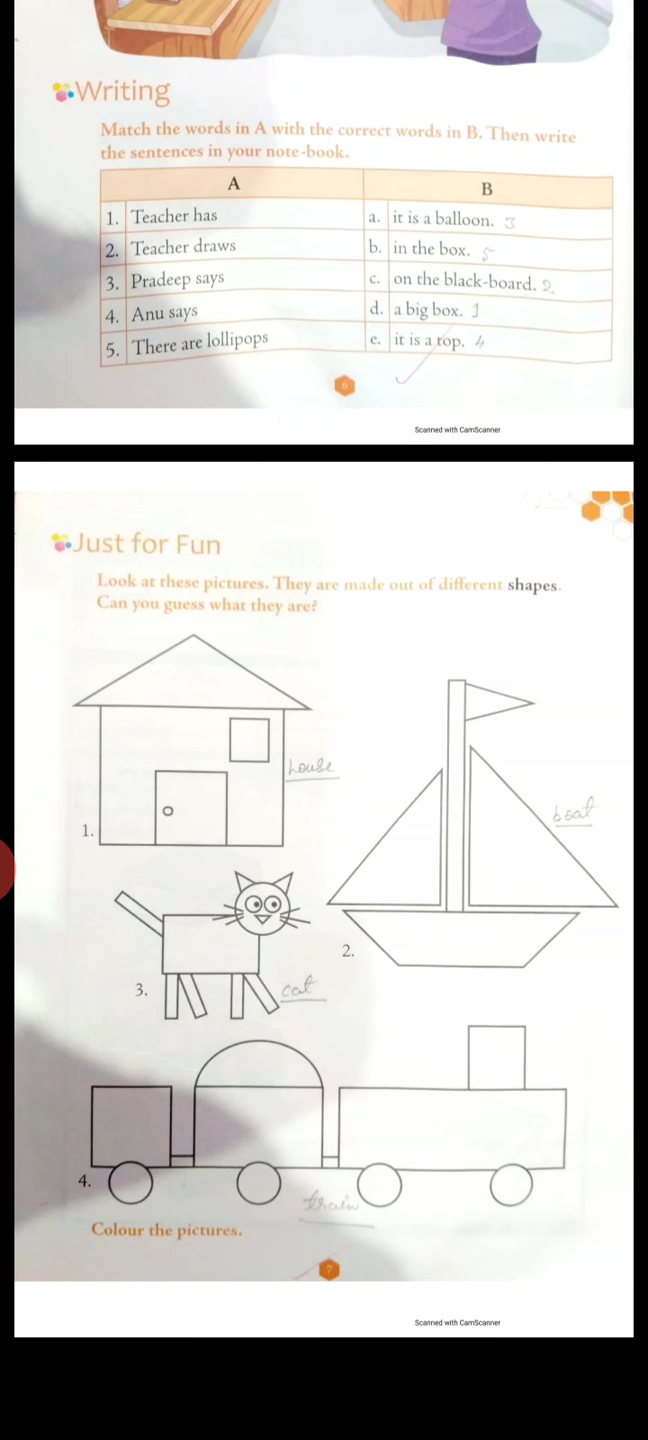 Writing
Match the words in A with the correct words in B. Then write
the sentences in your note-book.
A B
1. Teacher has a. it is a balloon. 3
2. Teacher draws b. in the box. 5
3. Pradeep says c. on the black-board. 2.
4. Anu says d. a big box. 1
5. There are lollipops e. it is a top. 4
6
Scanned with CamScanner
Just for Fun
Look at these pictures. They are made out of different shapes.
Can you guess what they are?
house
1.
boat
2.
3. cat
4.
train
Colour the pictures.
7
Scanned with CamScanner